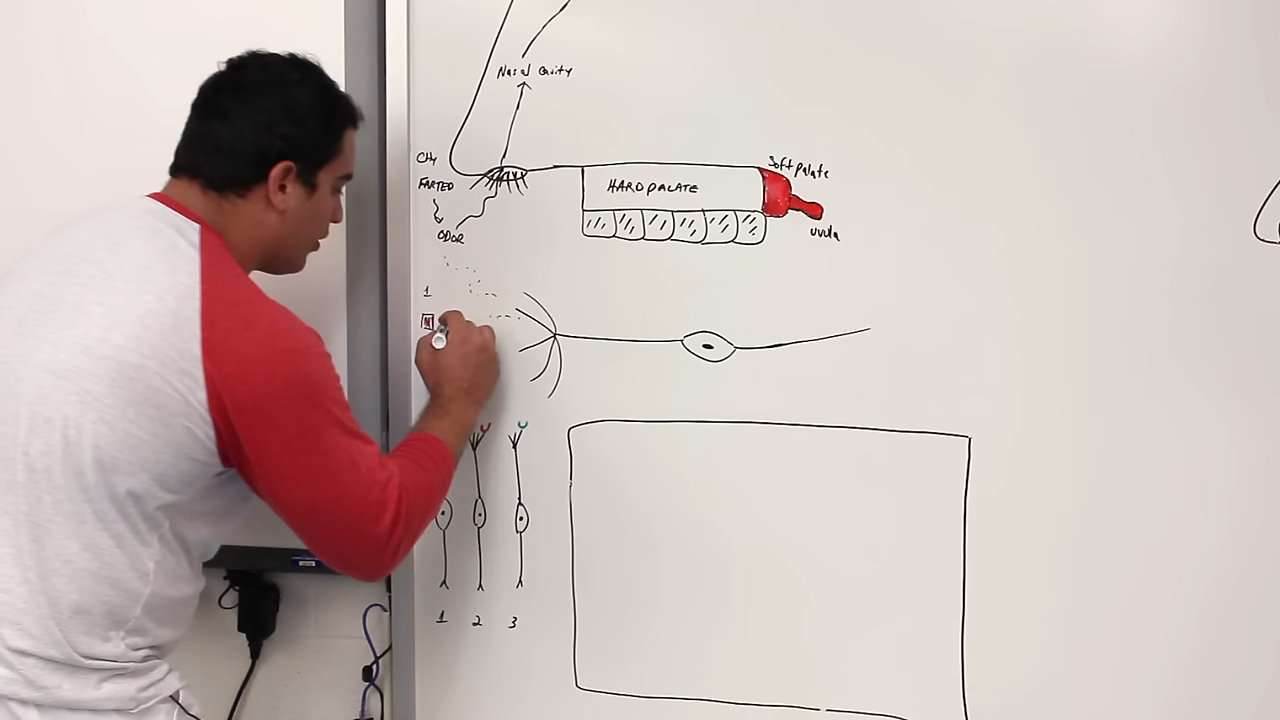 Nasal Cavity
CH4
FARTED
ODOR
HARD PALATE
Soft palate
uvula
1
M
1 2 3